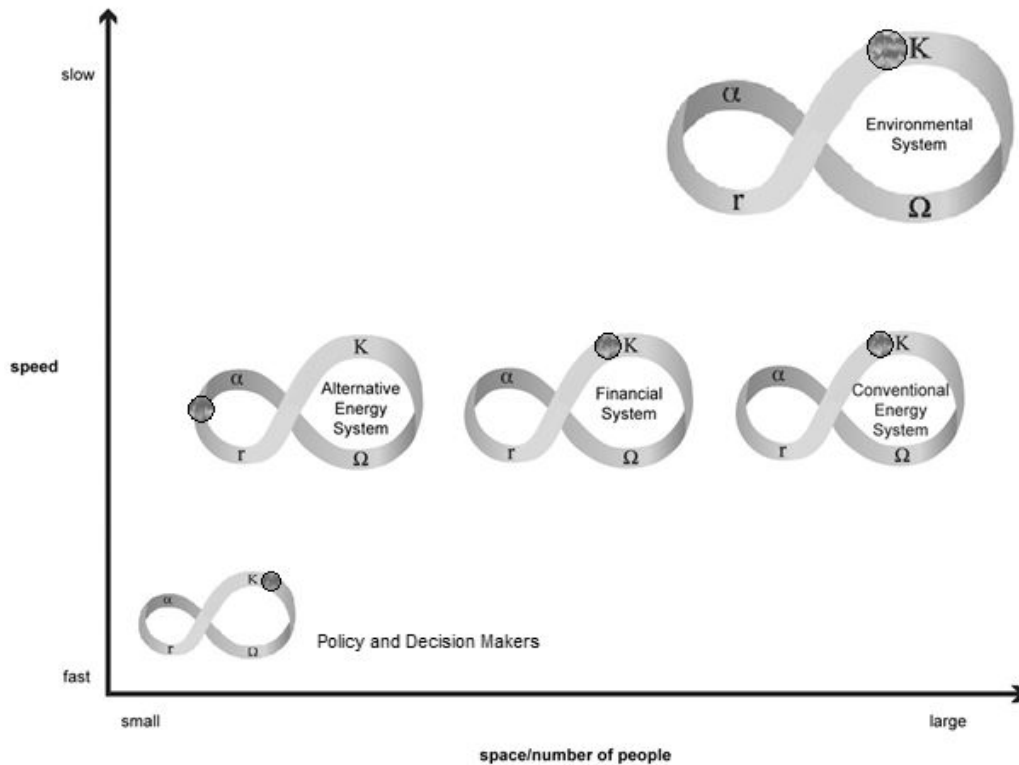 slow
K
α
Environmental
System
r
Ω
speed
K
α
Alternative
Energy
System
r
Ω
K
α
Financial
System
r
Ω
K
α
Conventional
Energy
System
r
Ω
K
α
r
Ω
Policy and Decision Makers
fast
small
large
space/number of people